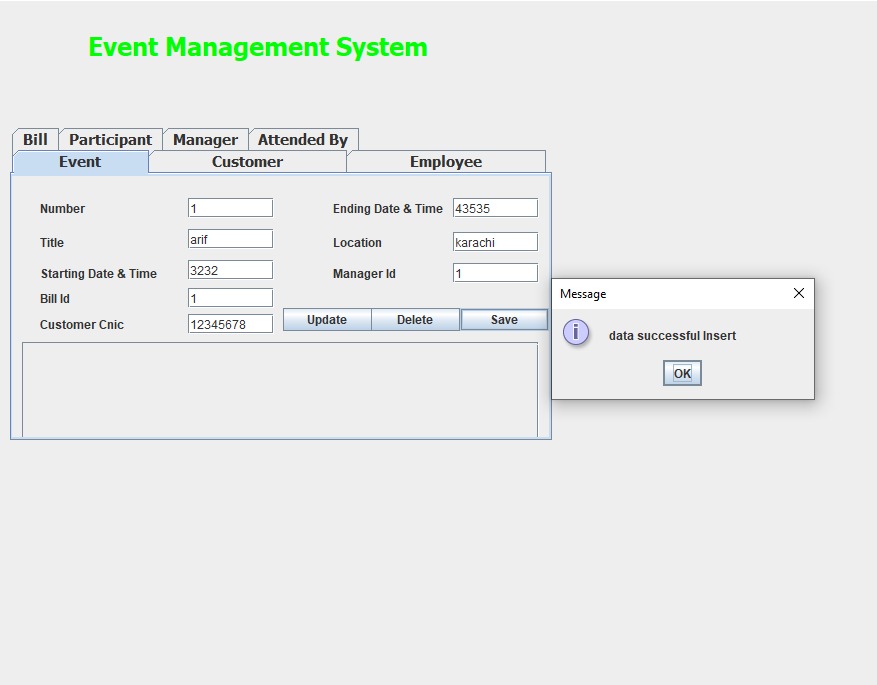 Event Management System
Bill Participant Manager Attended By
Event Customer Employee
Number 1 Ending Date & Time 43535
Title arif Location karachi
Starting Date & Time 3232 Manager Id 1
Bill Id 1
Customer Cnic 12345678 Update Delete Save
Message
data successful Insert
OK